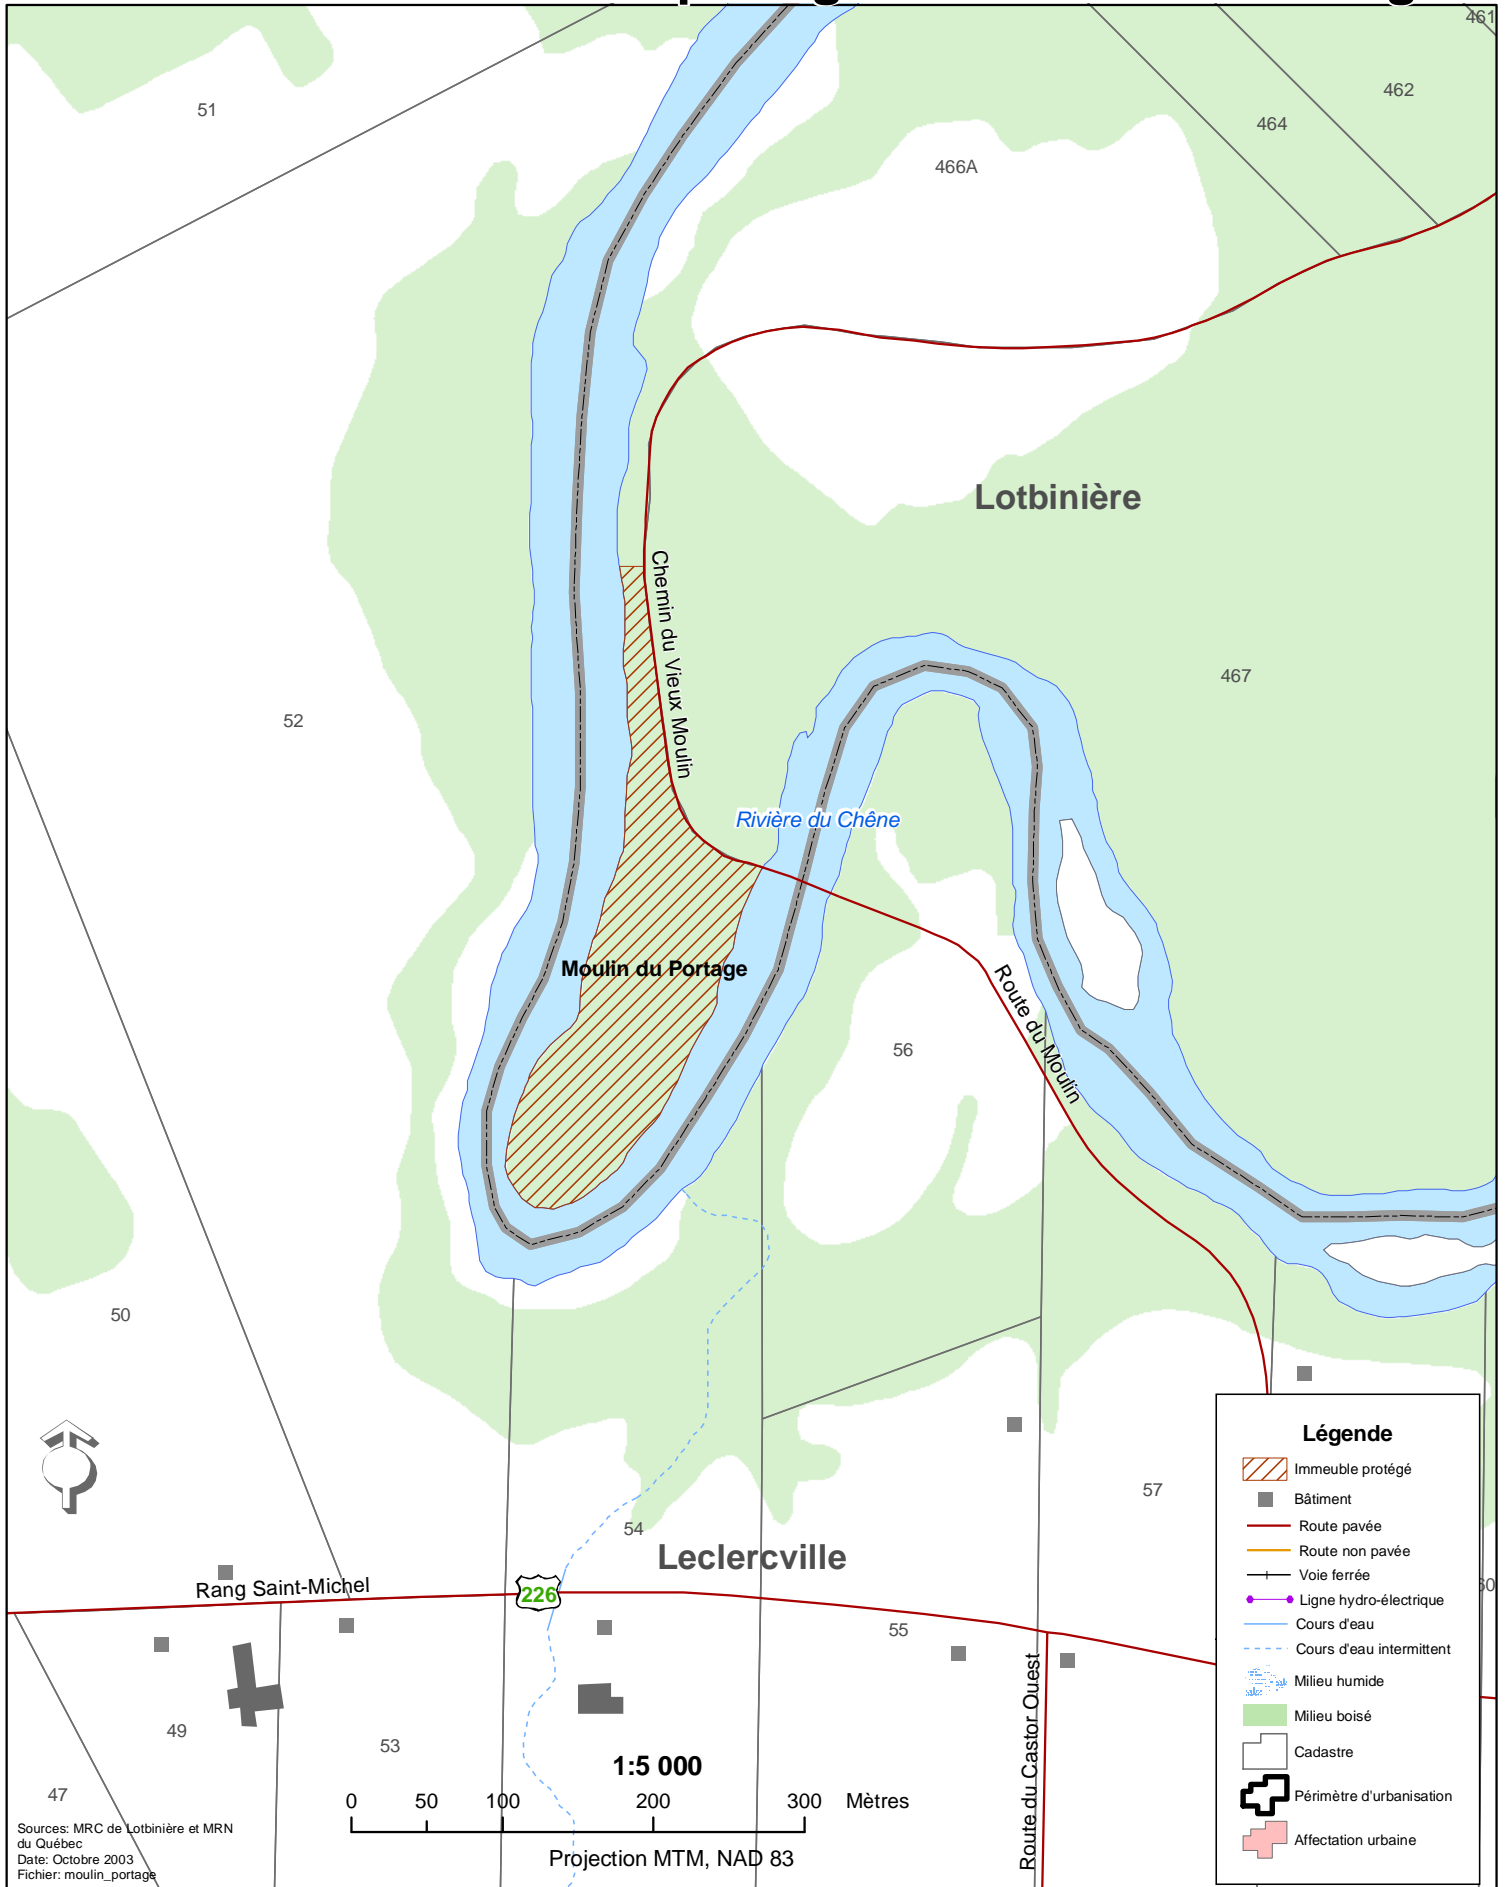 461
51
462
464
466A
Lotbinière
Chemin du Vieux Moulin
467
52
Rivière du Chêne
Moulin du Portage
Route du Moulin
56
50
Légende
Immeuble protégé
Bâtiment
Route pavée
Route non pavée
Voie ferrée
Ligne hydro-électrique
Cours d'eau
Cours d'eau intermittent
Milieu humide
Milieu boisé
Cadastre
Périmètre d'urbanisation
Affectation urbaine
57
54
Leclercville
Rang Saint-Michel
226
55
Route du Castor Ouest
49
53
47
1:5 000
0 50 100 200 300 Mètres
Projection MTM, NAD 83
Sources: MRC de Lotbinière et MRN
du Québec
Date: Octobre 2003
Fichier: moulin_portage